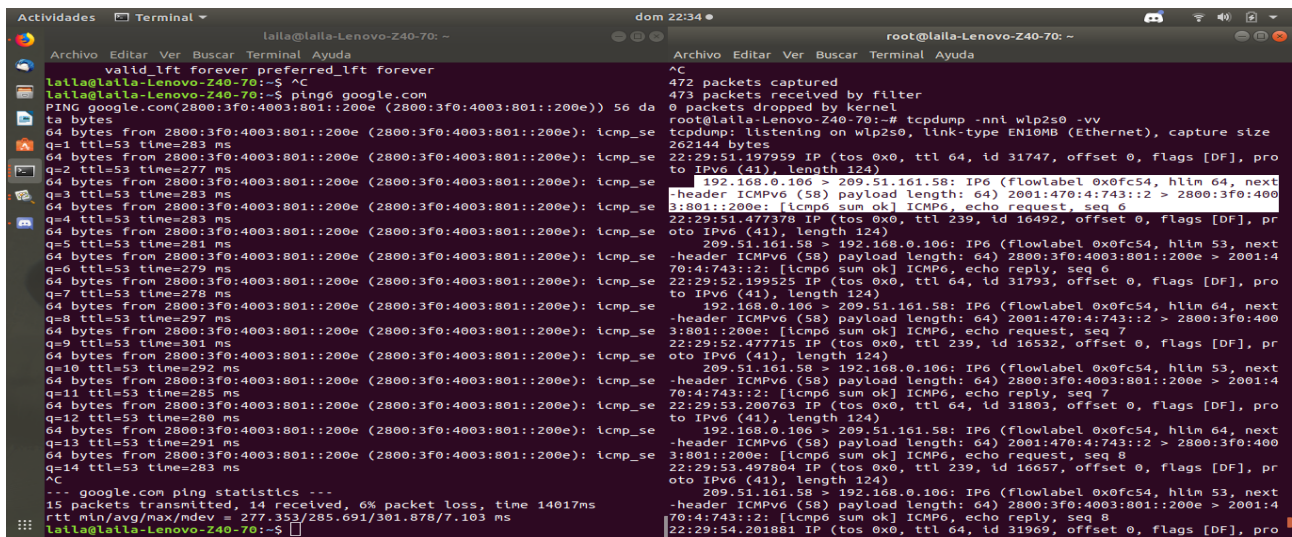 Actividades Terminal dom 22:34
laila@laila-Lenovo-Z40-70: ~
Archivo Editar Ver Buscar Terminal Ayuda
valid_lft forever preferred_lft forever
laila@laila-Lenovo-Z40-70:~$ ^C
laila@laila-Lenovo-Z40-70:~$ ping6 google.com
PING google.com(2800:3f0:4003:801::200e (2800:3f0:4003:801::200e)) 56 da
ta bytes
64 bytes from 2800:3f0:4003:801::200e (2800:3f0:4003:801::200e): icmp_se
q=1 ttl=53 time=283 ms
64 bytes from 2800:3f0:4003:801::200e (2800:3f0:4003:801::200e): icmp_se
q=2 ttl=53 time=277 ms
64 bytes from 2800:3f0:4003:801::200e (2800:3f0:4003:801::200e): icmp_se
q=3 ttl=53 time=283 ms
64 bytes from 2800:3f0:4003:801::200e (2800:3f0:4003:801::200e): icmp_se
q=4 ttl=53 time=283 ms
64 bytes from 2800:3f0:4003:801::200e (2800:3f0:4003:801::200e): icmp_se
q=5 ttl=53 time=281 ms
64 bytes from 2800:3f0:4003:801::200e (2800:3f0:4003:801::200e): icmp_se
q=6 ttl=53 time=279 ms
64 bytes from 2800:3f0:4003:801::200e (2800:3f0:4003:801::200e): icmp_se
q=7 ttl=53 time=278 ms
64 bytes from 2800:3f0:4003:801::200e (2800:3f0:4003:801::200e): icmp_se
q=8 ttl=53 time=297 ms
64 bytes from 2800:3f0:4003:801::200e (2800:3f0:4003:801::200e): icmp_se
q=9 ttl=53 time=301 ms
64 bytes from 2800:3f0:4003:801::200e (2800:3f0:4003:801::200e): icmp_se
q=10 ttl=53 time=292 ms
64 bytes from 2800:3f0:4003:801::200e (2800:3f0:4003:801::200e): icmp_se
q=11 ttl=53 time=285 ms
64 bytes from 2800:3f0:4003:801::200e (2800:3f0:4003:801::200e): icmp_se
q=12 ttl=53 time=280 ms
64 bytes from 2800:3f0:4003:801::200e (2800:3f0:4003:801::200e): icmp_se
q=13 ttl=53 time=291 ms
64 bytes from 2800:3f0:4003:801::200e (2800:3f0:4003:801::200e): icmp_se
q=14 ttl=53 time=283 ms
^C
--- google.com ping statistics ---
15 packets transmitted, 14 received, 6% packet loss, time 14017ms
rtt min/avg/max/mdev = 277.353/285.691/301.878/7.103 ms
laila@laila-Lenovo-Z40-70:~$
root@laila-Lenovo-Z40-70: ~
Archivo Editar Ver Buscar Terminal Ayuda
^C
472 packets captured
473 packets received by filter
0 packets dropped by kernel
root@laila-Lenovo-Z40-70:~# tcpdump -nni wlp2s0 -vv
tcpdump: listening on wlp2s0, link-type EN10MB (Ethernet), capture size
262144 bytes
22:29:51.197959 IP (tos 0x0, ttl 64, id 31747, offset 0, flags [DF], pro
to IPv6 (41), length 124)
192.168.0.106 > 209.51.161.58: IP6 (flowlabel 0x0fc54, hlim 64, next
-header ICMPv6 (58) payload length: 64) 2001:470:4:743::2 > 2800:3f0:400
3:801::200e: [icmp6 sum ok] ICMP6, echo request, seq 6
22:29:51.477378 IP (tos 0x0, ttl 239, id 16492, offset 0, flags [DF], pr
oto IPv6 (41), length 124)
209.51.161.58 > 192.168.0.106: IP6 (flowlabel 0x0fc54, hlim 53, next
-header ICMPv6 (58) payload length: 64) 2800:3f0:4003:801::200e > 2001:4
70:4:743::2: [icmp6 sum ok] ICMP6, echo reply, seq 6
22:29:52.199525 IP (tos 0x0, ttl 64, id 31793, offset 0, flags [DF], pro
to IPv6 (41), length 124)
192.168.0.106 > 209.51.161.58: IP6 (flowlabel 0x0fc54, hlim 64, next
-header ICMPv6 (58) payload length: 64) 2001:470:4:743::2 > 2800:3f0:400
3:801::200e: [icmp6 sum ok] ICMP6, echo request, seq 7
22:29:52.477715 IP (tos 0x0, ttl 239, id 16532, offset 0, flags [DF], pr
oto IPv6 (41), length 124)
209.51.161.58 > 192.168.0.106: IP6 (flowlabel 0x0fc54, hlim 53, next
-header ICMPv6 (58) payload length: 64) 2800:3f0:4003:801::200e > 2001:4
70:4:743::2: [icmp6 sum ok] ICMP6, echo reply, seq 7
22:29:53.200763 IP (tos 0x0, ttl 64, id 31803, offset 0, flags [DF], pro
to IPv6 (41), length 124)
192.168.0.106 > 209.51.161.58: IP6 (flowlabel 0x0fc54, hlim 64, next
-header ICMPv6 (58) payload length: 64) 2001:470:4:743::2 > 2800:3f0:400
3:801::200e: [icmp6 sum ok] ICMP6, echo request, seq 8
22:29:53.497804 IP (tos 0x0, ttl 239, id 16657, offset 0, flags [DF], pr
oto IPv6 (41), length 124)
209.51.161.58 > 192.168.0.106: IP6 (flowlabel 0x0fc54, hlim 53, next
-header ICMPv6 (58) payload length: 64) 2800:3f0:4003:801::200e > 2001:4
70:4:743::2: [icmp6 sum ok] ICMP6, echo reply, seq 8
22:29:54.201881 IP (tos 0x0, ttl 64, id 31969, offset 0, flags [DF], pro